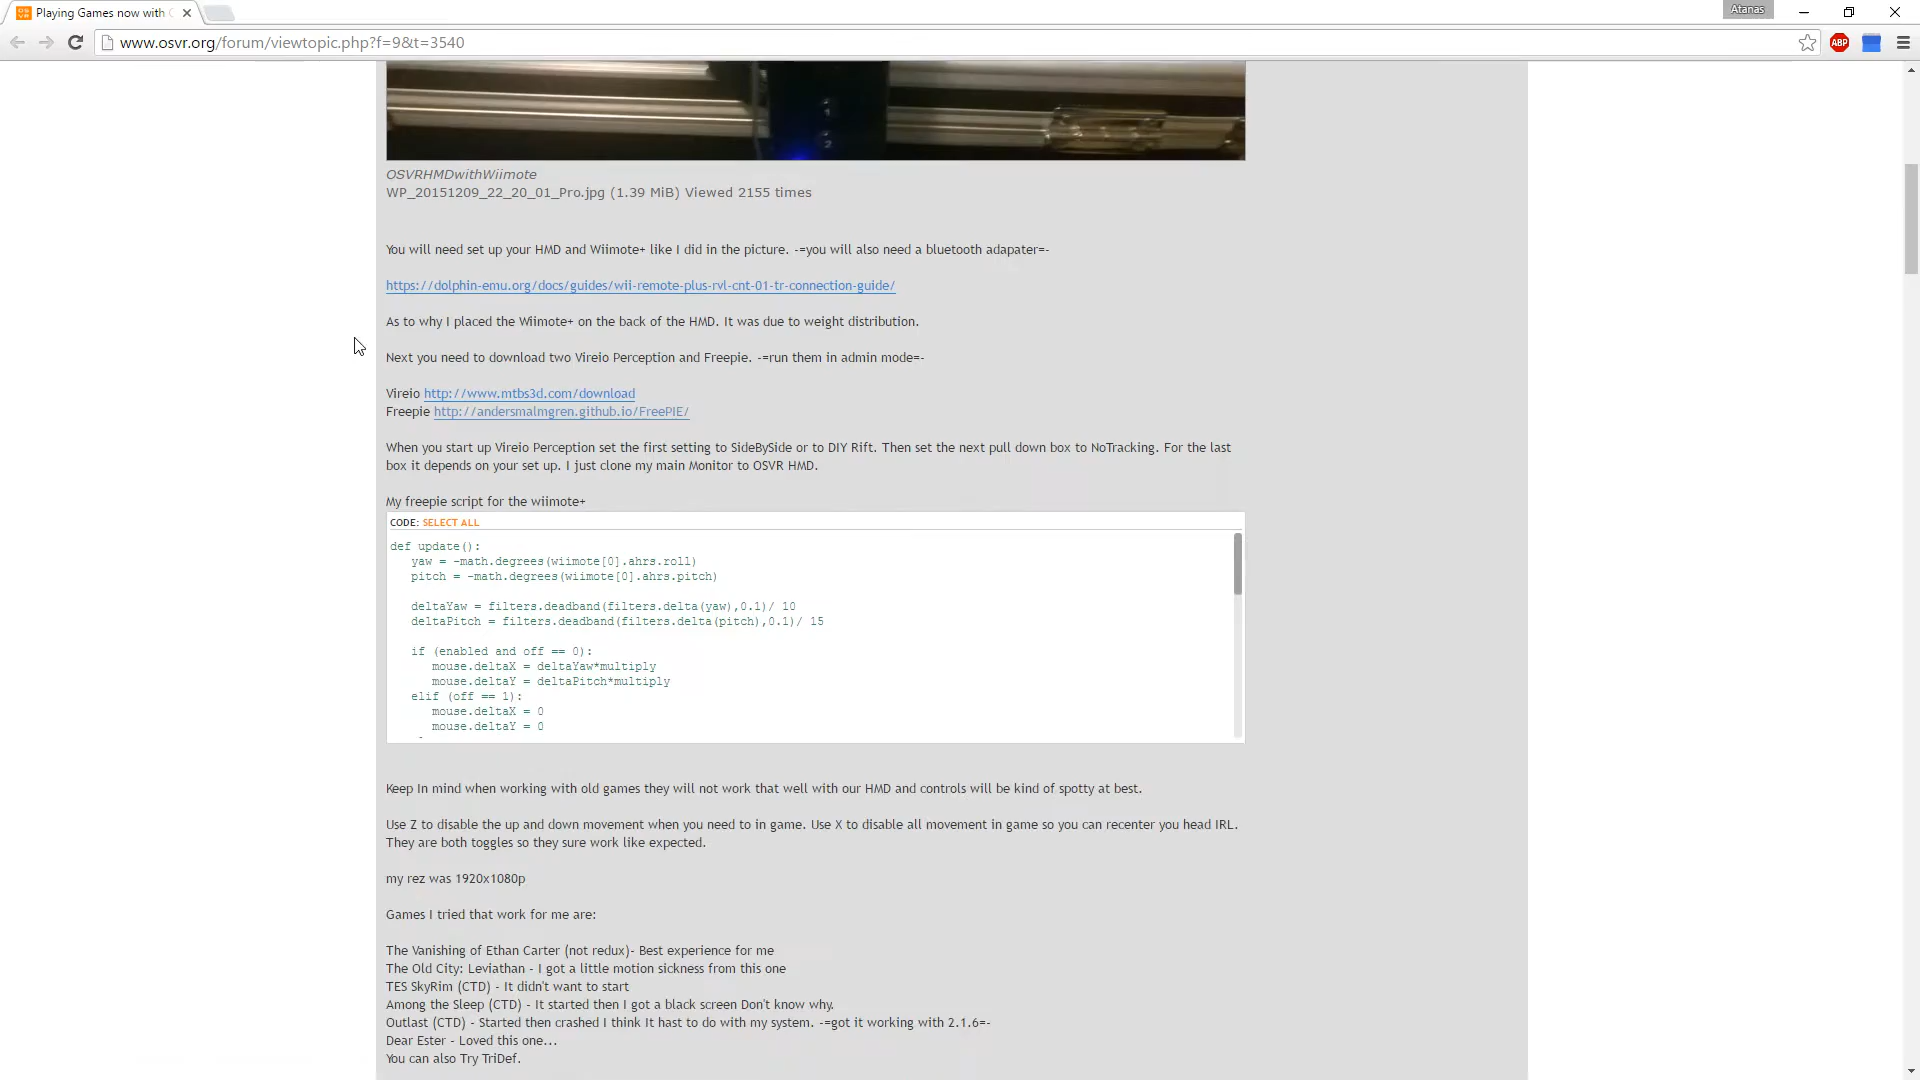 Playing Games now with
Atanas
www.osvr.org/forum/viewtopic.php?f=9&t=3540
ABP
OSVRHMDwithWiimote
WP_20151209_22_20_01_Pro.jpg (1.39 MiB) Viewed 2155 times
You will need set up your HMD and Wiimote+ like I did in the picture. -=you will also need a bluetooth adapater=-
https://dolphin-emu.org/docs/guides/wii-remote-plus-rvl-cnt-01-tr-connection-guide/
As to why I placed the Wiimote+ on the back of the HMD. It was due to weight distribution.
Next you need to download two Vireio Perception and Freepie. -=run them in admin mode=-
Vireio http://www.mtbs3d.com/download
Freepie http://andersmalmgren.github.io/FreePIE/
When you start up Vireio Perception set the first setting to SideBySide or to DIY Rift. Then set the next pull down box to NoTracking. For the last
box it depends on your set up. I just clone my main Monitor to OSVR HMD.
My freepie script for the wiimote+
CODE: SELECT ALL
def update():
yaw = -math.degrees(wiimote[0].ahrs.roll)
pitch = -math.degrees(wiimote[0].ahrs.pitch)
deltaYaw = filters.deadband(filters.delta(yaw),0.1)/ 10
deltaPitch = filters.deadband(filters.delta(pitch),0.1)/ 15
if (enabled and off == 0):
mouse.deltaX = deltaYaw*multiply
mouse.deltaY = deltaPitch*multiply
elif (off == 1):
mouse.deltaX = 0
mouse.deltaY = 0
Keep In mind when working with old games they will not work that well with our HMD and controls will be kind of spotty at best.
Use Z to disable the up and down movement when you need to in game. Use X to disable all movement in game so you can recenter you head IRL.
They are both toggles so they sure work like expected.
my rez was 1920x1080p
Games I tried that work for me are:
The Vanishing of Ethan Carter (not redux)- Best experience for me
The Old City: Leviathan - I got a little motion sickness from this one
TES SkyRim (CTD) - It didn't want to start
Among the Sleep (CTD) - It started then I got a black screen Don't know why.
Outlast (CTD) - Started then crashed I think It hast to do with my system. -=got it working with 2.1.6=-
Dear Ester - Loved this one...
You can also Try TriDef.